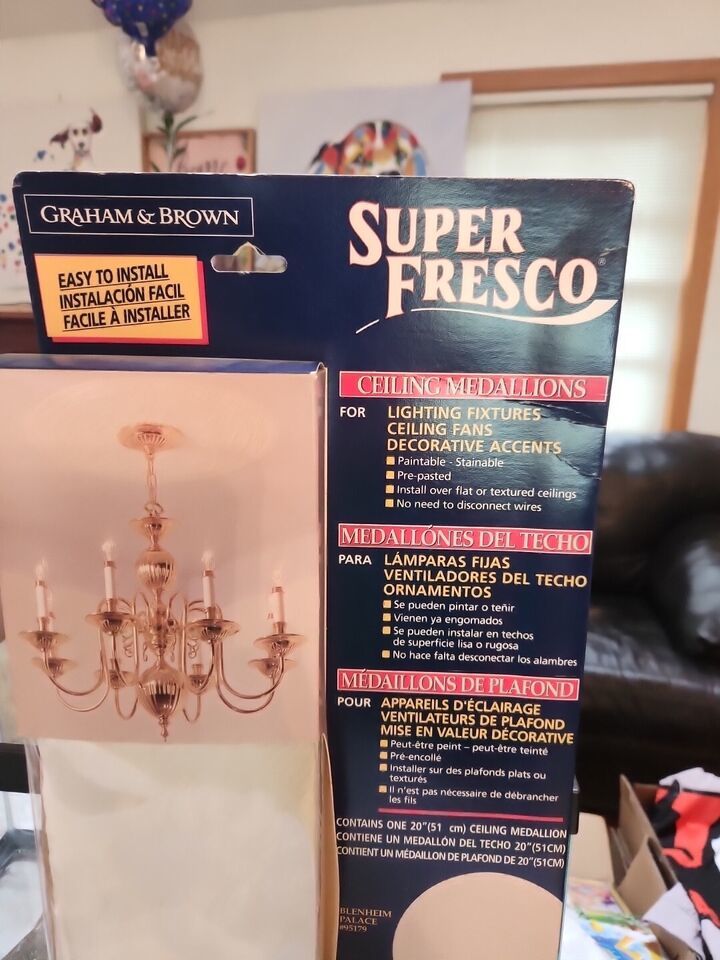 GRAHAM & BROWN
EASY TO INSTALL
INSTALACIÓN FACIL
FACILE À INSTALLER
SUPER
FRESCO®
CEILING MEDALLIONS
FOR LIGHTING FIXTURES
CEILING FANS
DECORATIVE ACCENTS
Paintable - Stainable
Pre-pasted
Install over flat or textured ceilings
No need to disconnect wires
MEDALLÓNES DEL TECHO
PARA LÁMPARAS FIJAS
VENTILADORES DEL TECHO
ORNAMENTOS
Se pueden pintar o teñir
Vienen ya engomados
Se pueden instalar en techos
de superficie lisa o rugosa
No hace falta desconectar los alambres
MÉDAILLONS DE PLAFOND
POUR APPAREILS D'ÉCLAIRAGE
VENTILATEURS DE PLAFOND
MISE EN VALEUR DÉCORATIVE
Peut-être peint – peut-être teinté
Pré-encollé
Installer sur des plafonds plats ou
texturés
Il n'est pas nécessaire de débrancher
les fils
CONTAINS ONE 20"(51 cm) CEILING MEDALLION
CONTIENE UN MEDALLÓN DEL TECHO 20"(51CM)
CONTIENT UN MÉDAILLON DE PLAFOND DE 20"(51CM)
BLENHEIM
PALACE
#95179